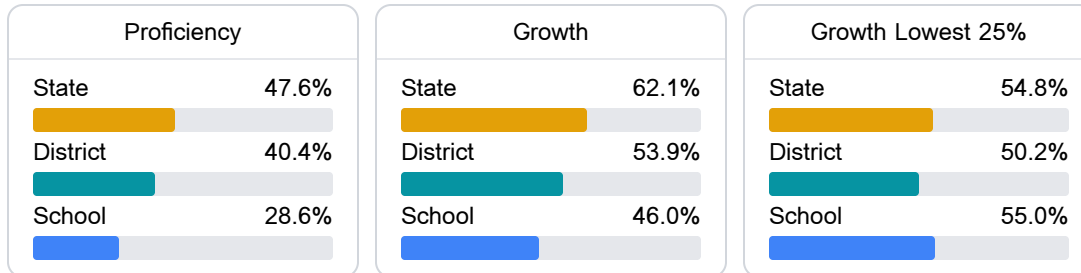 Proficiency
State 47.6%
District 40.4%
School 28.6%
Growth
State 62.1%
District 53.9%
School 46.0%
Growth Lowest 25%
State 54.8%
District 50.2%
School 55.0%